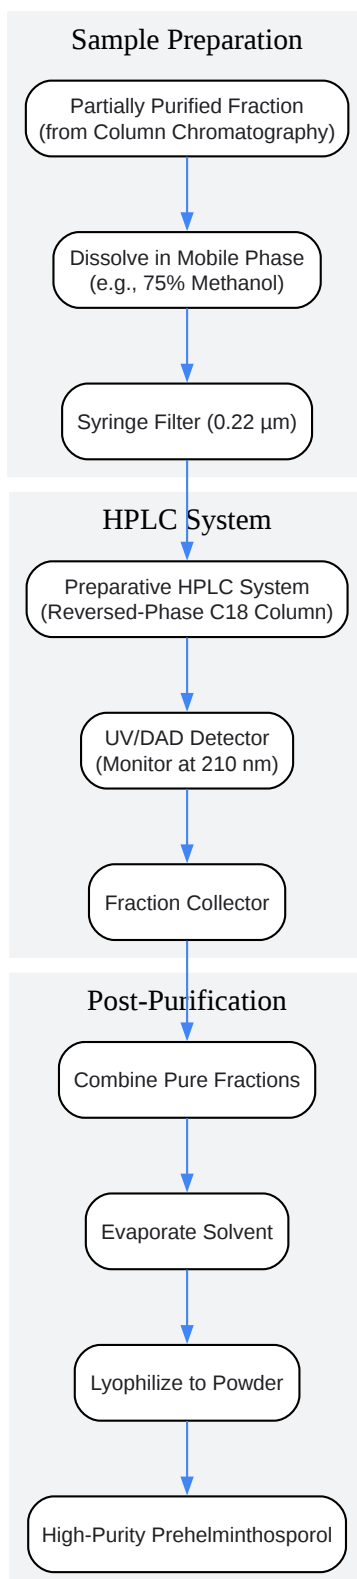 Sample Preparation
Partially Purified Fraction
(from Column Chromatography)
Dissolve in Mobile Phase
(e.g., 75% Methanol)
Syringe Filter (0.22 µm)
HPLC System
Preparative HPLC System
(Reversed-Phase C18 Column)
UV/DAD Detector
(Monitor at 210 nm)
Fraction Collector
Post-Purification
Combine Pure Fractions
Evaporate Solvent
Lyophilize to Powder
High-Purity Prehelminthosporol